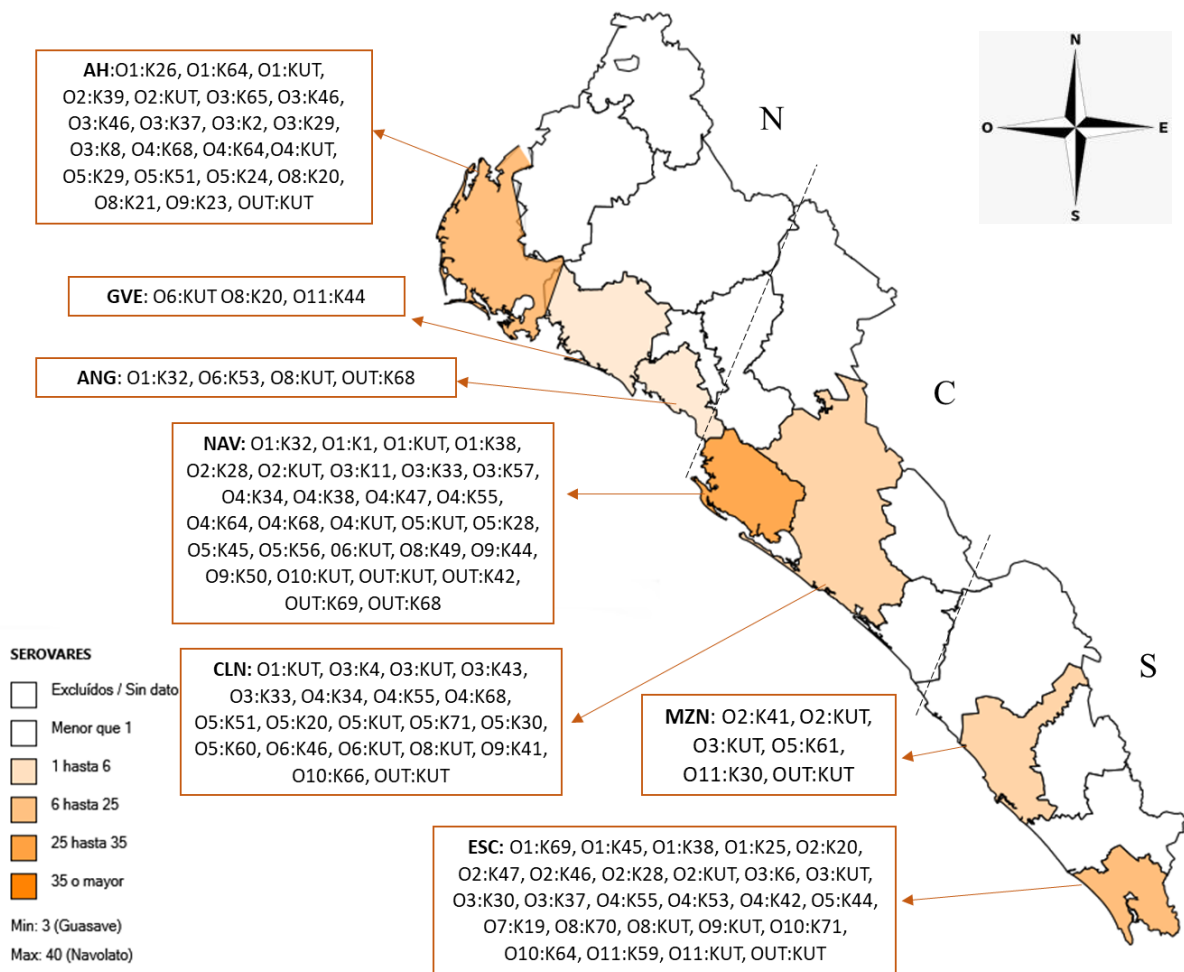 AH:O1:K26, O1:K64, O1:KUT,
O2:K39, O2:KUT, O3:K65, O3:K46,
O3:K46, O3:K37, O3:K2, O3:K29,
O3:K8, O4:K68, O4:K64,O4:KUT,
O5:K29, O5:K51, O5:K24, O8:K20,
O8:K21, O9:K23, OUT:KUT
N
N
O
E
S
GVE: O6:KUT O8:K20, O11:K44
ANG: O1:K32, O6:K53, O8:KUT, OUT:K68
C
NAV: O1:K32, O1:K1, O1:KUT, O1:K38,
O2:K28, O2:KUT, O3:K11, O3:K33, O3:K57,
O4:K34, O4:K38, O4:K47, O4:K55,
O4:K64, O4:K68, O4:KUT, O5:KUT, O5:K28,
O5:K45, O5:K56, 06:KUT, O8:K49, O9:K44,
O9:K50, O10:KUT, OUT:KUT, OUT:K42,
OUT:K69, OUT:K68
CLN: O1:KUT, O3:K4, O3:KUT, O3:K43,
O3:K33, O4:K34, O4:K55, O4:K68,
O5:K51, O5:K20, O5:KUT, O5:K71, O5:K30,
O5:K60, O6:K46, O6:KUT, O8:KUT, O9:K41,
O10:K66, OUT:KUT
S
MZN: O2:K41, O2:KUT,
O3:KUT, O5:K61,
O11:K30, OUT:KUT
ESC: O1:K69, O1:K45, O1:K38, O1:K25, O2:K20,
O2:K47, O2:K46, O2:K28, O2:KUT, O3:K6, O3:KUT,
O3:K30, O3:K37, O4:K55, O4:K53, O4:K42, O5:K44,
O7:K19, O8:K70, O8:KUT, O9:KUT, O10:K71,
O10:K64, O11:K59, O11:KUT, OUT:KUT
SEROVARES
Excluídos / Sin dato
Menor que 1
1 hasta 6
6 hasta 25
25 hasta 35
35 o mayor
Min: 3 (Guasave)
Max: 40 (Navolato)